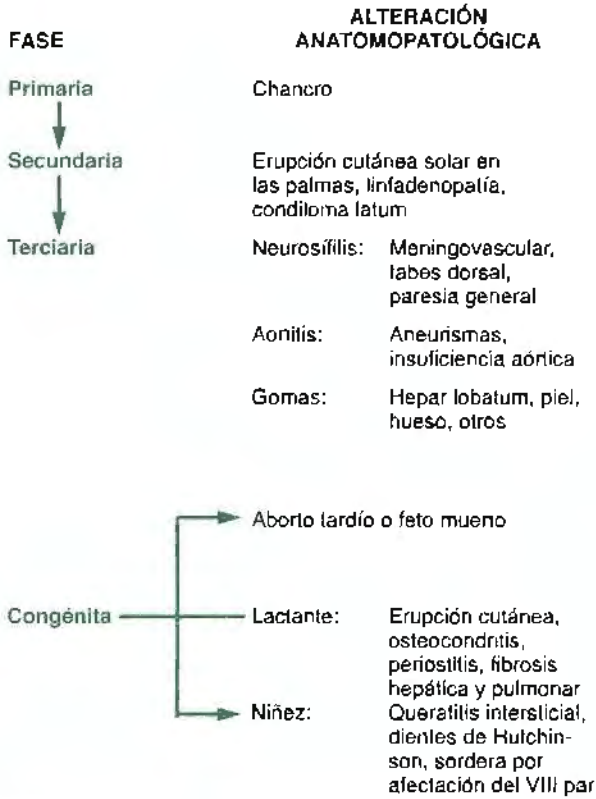 FASE
ALTERACIÓN
ANATOMOPATOLÓGICA
Primaria
Chancro
Secundaria
Erupción cutánea solar en
las palmas, linfadenopatía,
condiloma latum
Terciaria
Neurosífilis: Meningovascular,
tabes dorsal,
paresia general
Aortitis: Aneurismas,
insuficiencia aórtica
Gomas: Hepar lobatum, piel,
hueso, otros
Aborto tardío o feto muerto
Congénita
Lactante: Erupción cutánea,
osteocondritis,
periostitis, fibrosis
hepática y pulmonar
Niñez: Queratitis intersticial,
dientes de Hutchin-
son, sordera por
afectación del VIII par